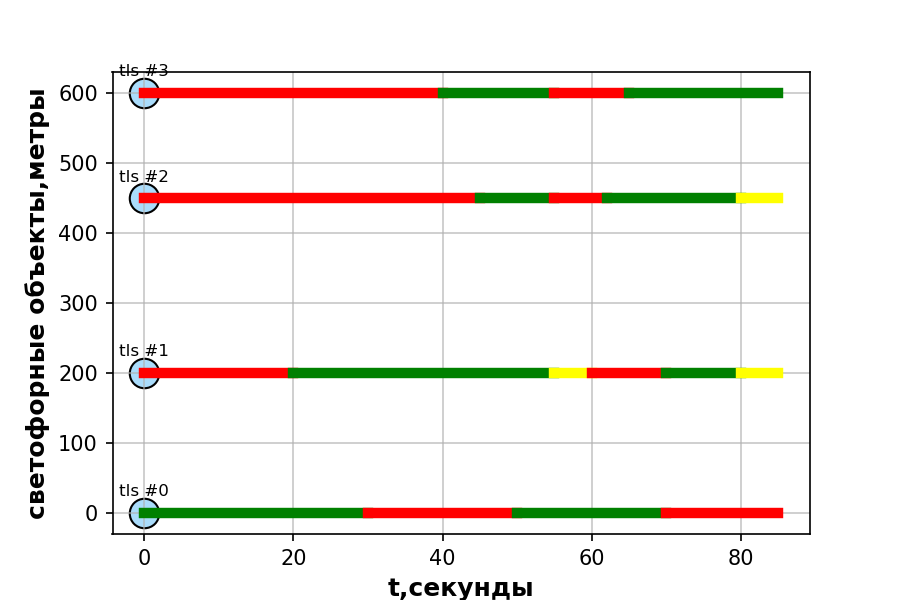 tls #3
600
500
tls #2
400
300
tls #1
200
100
tls #0
0
0 20 40 60 80
t,секунды
светофорные объекты,метры